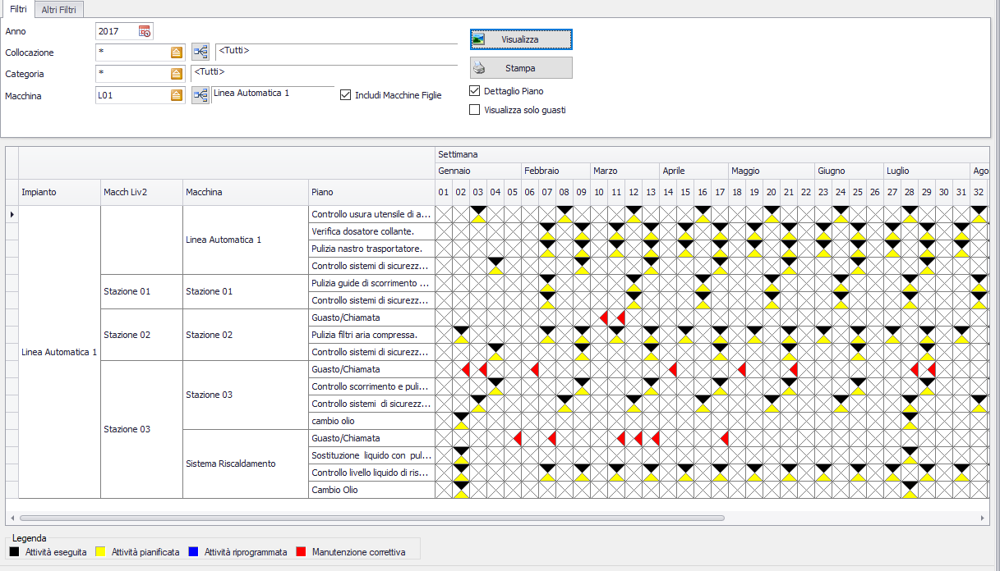 Filtri Altri Filtri
Anno 2017
Collocazione * <Tutti>
Categoria * <Tutti>
Macchina L01 Linea Automatica 1 Includi Macchine Figlie
Visualizza
Stampa
Dettaglio Piano
Visualizza solo guasti
Settimana
Gennaio Febbraio Marzo Aprile Maggio Giugno Luglio Ago
Impianto Macch Liv2 Macchina Piano 01 02 03 04 05 06 07 08 09 10 11 12 13 14 15 16 17 18 19 20 21 22 23 24 25 26 27 28 29 30 31 32
Controllo usura utensile di a...
Verifica dosatore collante.
Linea Automatica 1
Pulizia nastro trasportatore.
Controllo sistemi di sicurezz...
Pulizia guide di scorrimento ...
Stazione 01 Stazione 01
Controllo sistemi di sicurezz...
Guasto/Chiamata
Stazione 02 Stazione 02 Pulizia filtri aria compressa.
Linea Automatica 1 Controllo sistemi di sicurezz...
Guasto/Chiamata
Controllo scorrimento e puli...
Stazione 03
Controllo sistemi di sicurezz...
cambio olio
Stazione 03
Guasto/Chiamata
Sostituzione liquido con pul...
Sistema Riscaldamento
Controllo livello liquido di ris...
Cambio Olio
Legenda
Attività eseguita Attività pianificata Attività riprogrammata Manutenzione correttiva